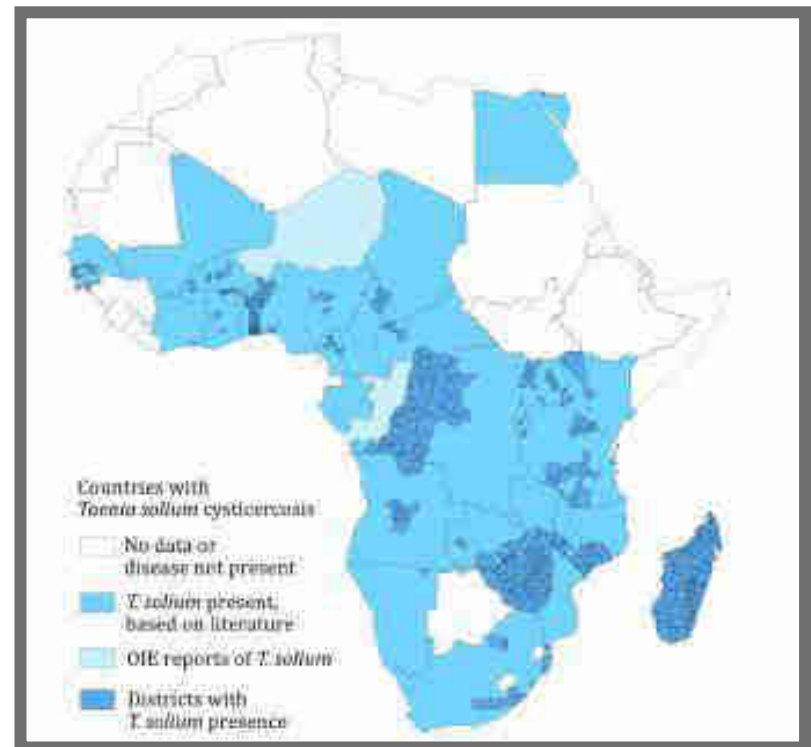 Countries with
Taenia solium cysticercosis
No data or
disease not present
T. solium present,
based on literature
OIE reports of T. solium
Districts with
T. solium presence